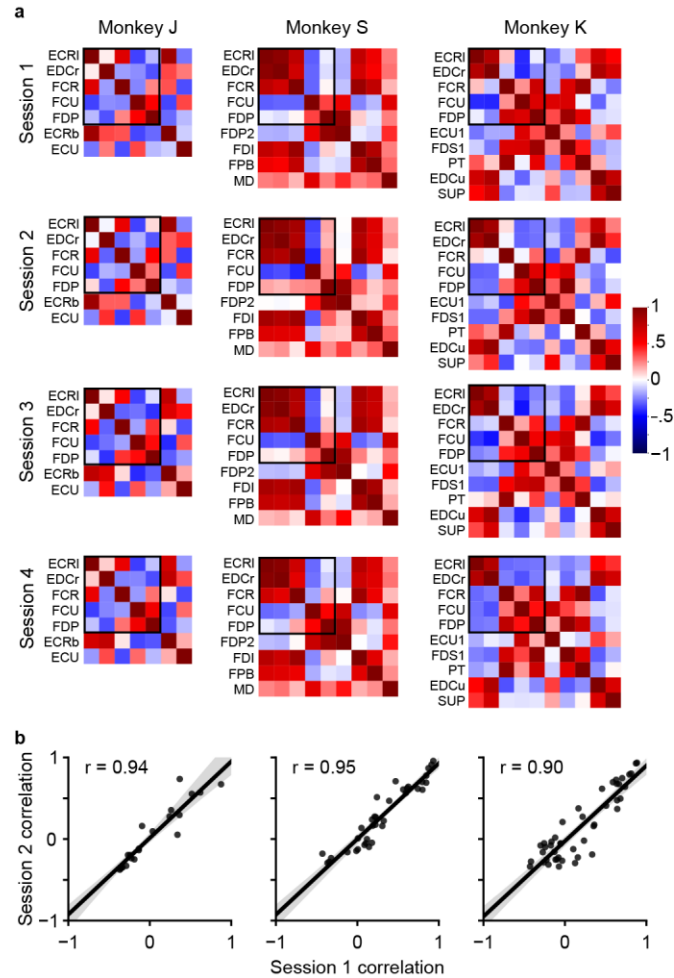 a
Monkey J Monkey S Monkey K
Session 1
ECRl ECRl ECRl
EDCr EDCr EDCr
FCR FCR FCR
FCU FCU FCU
FDP FDP FDP
ECRb FDP2 ECU1
ECU FDI FDS1
FPB PT
MD EDCu
SUP
Session 2
ECRl ECRl ECRl
EDCr EDCr EDCr
FCR FCR FCR
FCU FCU FCU
FDP FDP FDP
ECRb FDP2 ECU1
ECU FDI FDS1
FPB PT
MD EDCu
SUP
1
.5
0
-.5
−1
Session 3
ECRl ECRl ECRl
EDCr EDCr EDCr
FCR FCR FCR
FCU FCU FCU
FDP FDP FDP
ECRb FDP2 ECU1
ECU FDI FDS1
FPB PT
MD EDCu
SUP
Session 4
ECRl ECRl ECRl
EDCr EDCr EDCr
FCR FCR FCR
FCU FCU FCU
FDP FDP FDP
ECRb FDP2 ECU1
ECU FDI FDS1
FPB PT
MD EDCu
SUP
b
Session 2 correlation
1
0
−1
r = 0.94 r = 0.95 r = 0.90
−1 0 1 −1 0 1 −1 0 1
Session 1 correlation